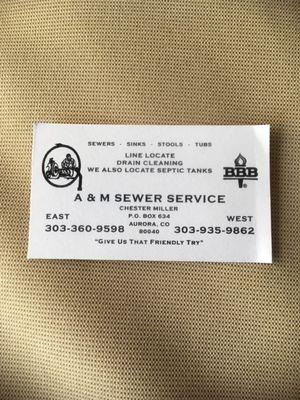 SEWERS - SINKS - STOOLS - TUBS
LINE LOCATE
DRAIN CLEANING
WE ALSO LOCATE SEPTIC TANKS
BBB
A & M SEWER SERVICE
CHESTER MILLER
P.O. BOX 634
AURORA, CO
80040
EAST
303-360-9598
WEST
303-935-9862
"GIVE US THAT FRIENDLY TRY"